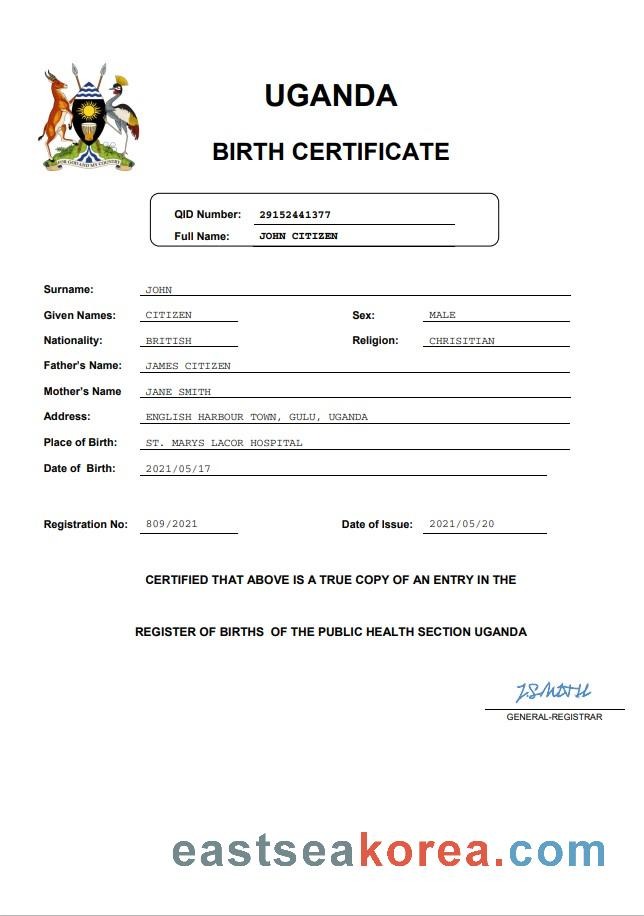 FOR GOD AND MY COUNTRY
UGANDA
BIRTH CERTIFICATE
QID Number: 29152441377
Full Name: JOHN CITIZEN
Surname: JOHN
Given Names: CITIZEN Sex: MALE
Nationality: BRITISH Religion: CHRISITIAN
Father's Name: JAMES CITIZEN
Mother's Name JANE SMITH
Address: ENGLISH HARBOUR TOWN, GULU, UGANDA
Place of Birth: ST. MARYS LACOR HOSPITAL
Date of Birth: 2021/05/17
Registration No: 809/2021 Date of Issue: 2021/05/20
CERTIFIED THAT ABOVE IS A TRUE COPY OF AN ENTRY IN THE
REGISTER OF BIRTHS OF THE PUBLIC HEALTH SECTION UGANDA
J.SMITH
GENERAL-REGISTRAR
eastseakorea.com